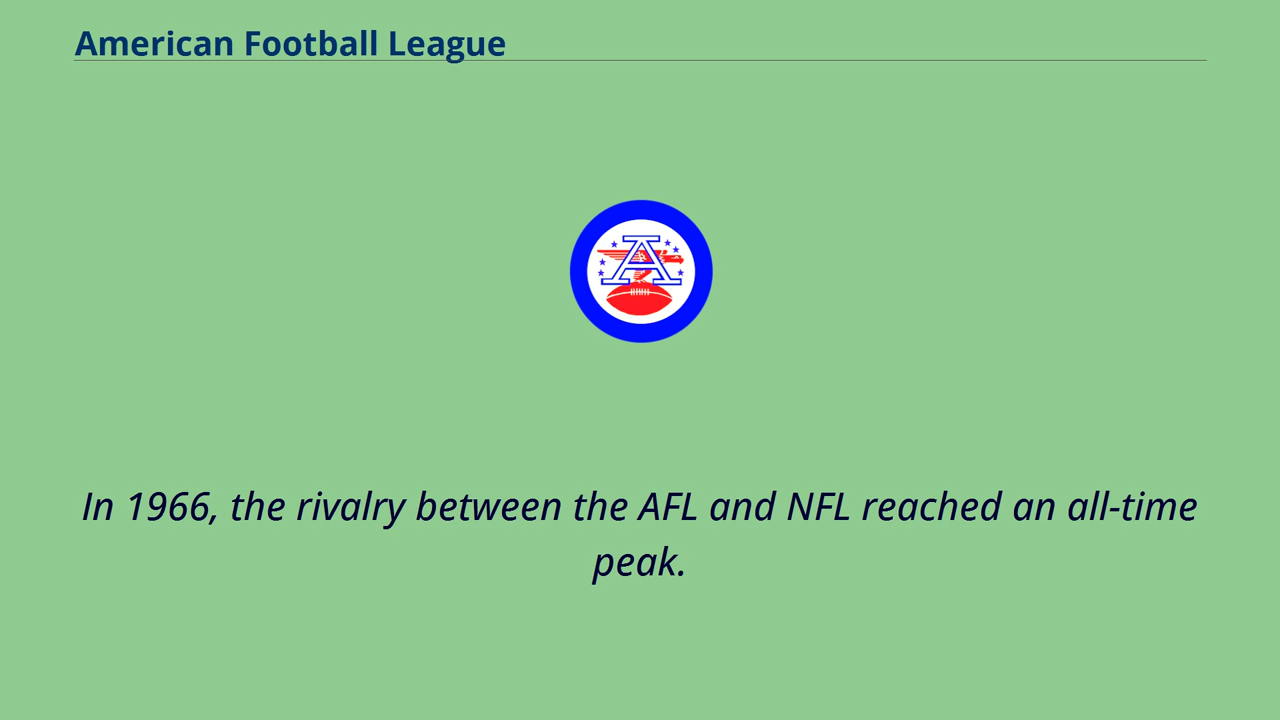 American Football League
A
In 1966, the rivalry between the AFL and NFL reached an all-time
peak.